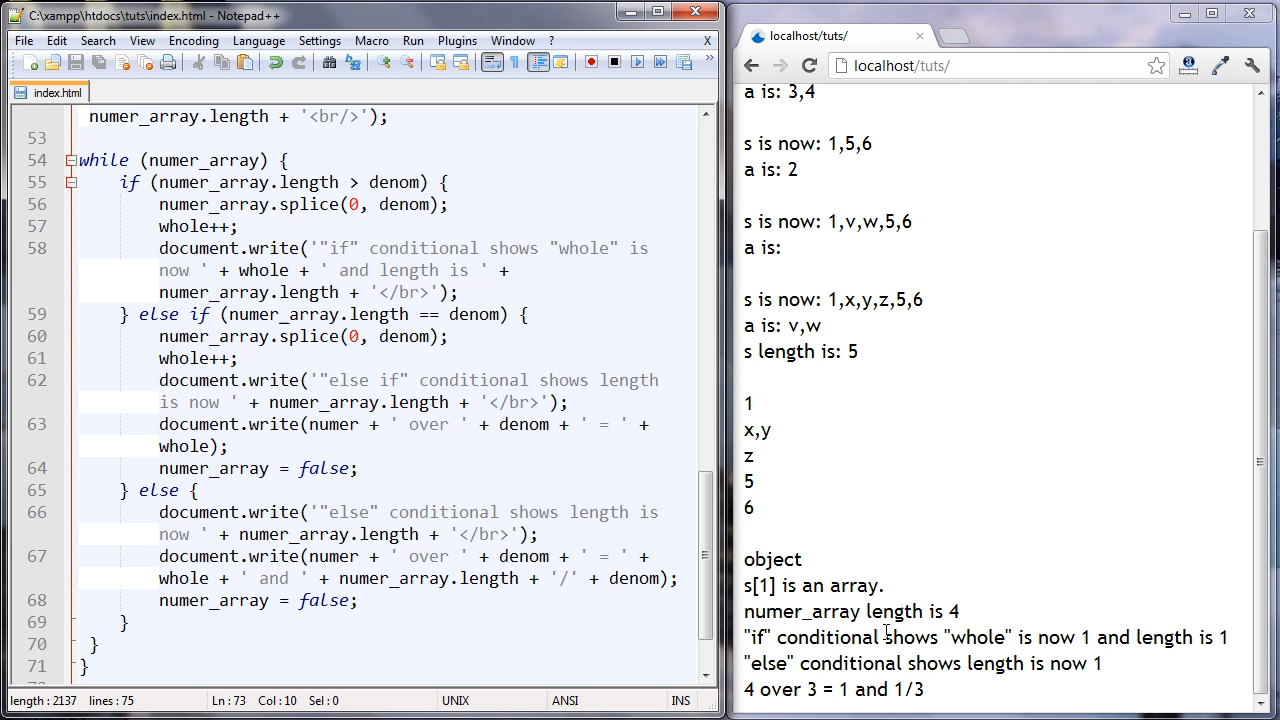 C:\xampp\htdocs\tuts\index.html - Notepad++
File Edit Search View Encoding Language Settings Macro Run Plugins Window ? X
index.html
numer_array.length + '<br/>');
53
54 while (numer_array) {
55 if (numer_array.length > denom) {
56 numer_array.splice(0, denom);
57 whole++;
58 document.write('"if" conditional shows "whole" is
now ' + whole + ' and length is ' +
numer_array.length + '</br>');
59 } else if (numer_array.length == denom) {
60 numer_array.splice(0, denom);
61 whole++;
62 document.write('"else if" conditional shows length
is now ' + numer_array.length + '</br>');
63 document.write(numer + ' over ' + denom + ' = ' +
whole);
64 numer_array = false;
65 } else {
66 document.write('"else" conditional shows length is
now ' + numer_array.length + '</br>');
67 document.write(numer + ' over ' + denom + ' = ' +
whole + ' and ' + numer_array.length + '/' + denom);
68 numer_array = false;
69 }
70 }
71 }
length : 2137 lines : 75 Ln : 73 Col : 10 Sel : 0 UNIX ANSI INS
localhost/tuts/
localhost/tuts/
a is: 3,4
s is now: 1,5,6
a is: 2
s is now: 1,v,w,5,6
a is:
s is now: 1,x,y,z,5,6
a is: v,w
s length is: 5
1
x,y
z
5
6
object
s[1] is an array.
numer_array length is 4
"if" conditional shows "whole" is now 1 and length is 1
"else" conditional shows length is now 1
4 over 3 = 1 and 1/3